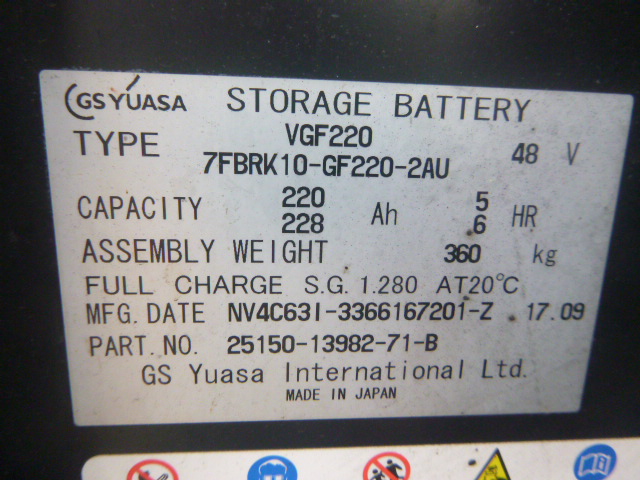 GS YUASA STORAGE BATTERY
TYPE VGF220 48 V
7FBRK10-GF220-2AU
CAPACITY 220 Ah 5 HR
228 6
ASSEMBLY WEIGHT 360 kg
FULL CHARGE S.G. 1.280 AT20℃
MFG. DATE NV4C63I-3366167201-Z 17.09
PART. NO. 25150-13982-71-B
GS Yuasa International Ltd.
MADE IN JAPAN